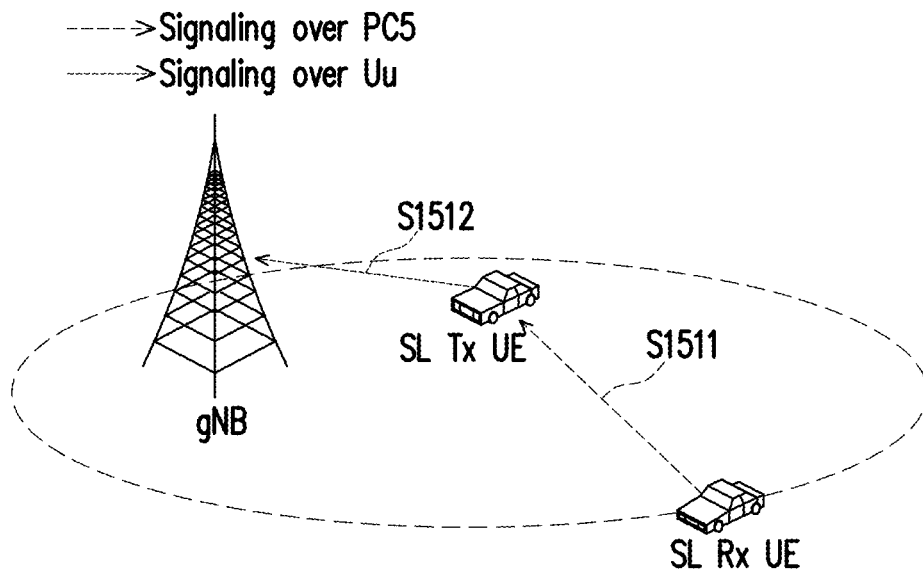 Signaling over PC5
Signaling over Uu
S1512
SL Tx UE
S1511
gNB
SL Rx UE